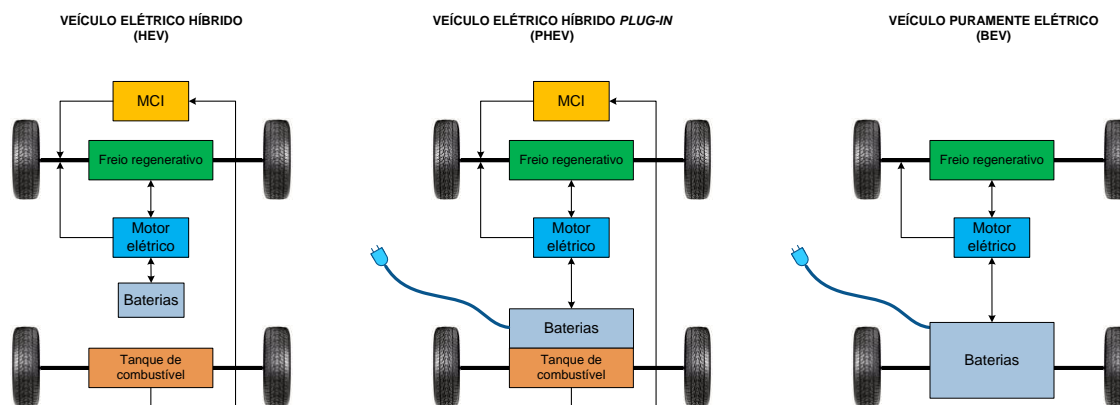 VEÍCULO ELÉTRICO HÍBRIDO
(HEV)
MCI
Freio regenerativo
Motor
elétrico
Baterias
Tanque de
combustível
VEÍCULO ELÉTRICO HÍBRIDO PLUG-IN
(PHEV)
MCI
Freio regenerativo
Motor
elétrico
Baterias
Tanque de
combustível
VEÍCULO PURAMENTE ELÉTRICO
(BEV)
Freio regenerativo
Motor
elétrico
Baterias